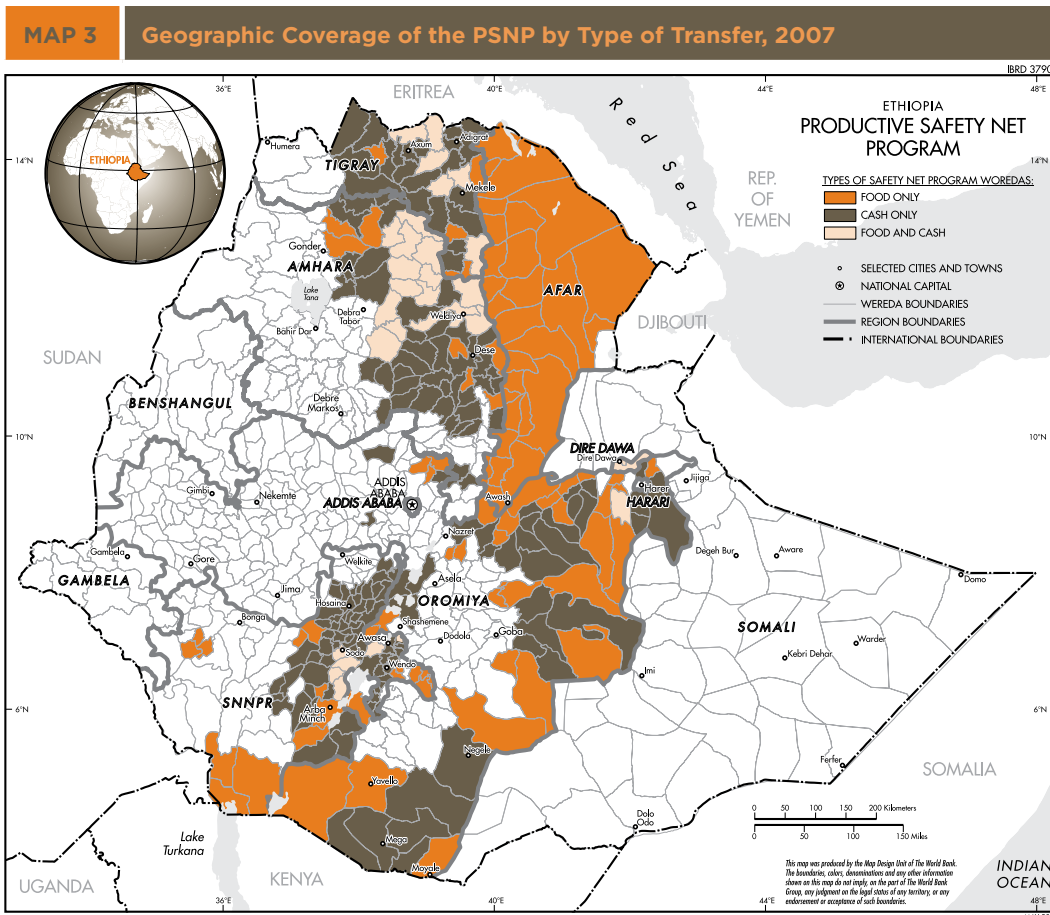 MAP 3
Geographic Coverage of the PSNP by Type of Transfer, 2007
IBRD 3790
36°E
40°E
44°E
48°E
ERITREA
Red Sea
ETHIOPIA
PRODUCTIVE SAFETY NET
PROGRAM
TYPES OF SAFETY NET PROGRAM WOREDAS:
FOOD ONLY
CASH ONLY
FOOD AND CASH
SELECTED CITIES AND TOWNS
NATIONAL CAPITAL
WEREDA BOUNDARIES
REGION BOUNDARIES
INTERNATIONAL BOUNDARIES
ETHIOPIA
14°N
14°N
Humera
Axum
Adigrat
TIGRAY
Mekele
REP.
OF
YEMEN
Gonder
AMHARA
Lake
Tana
AFAR
Debra
Tabor
Weldiya
Bahir Dar
DJIBOUTI
SUDAN
Dese
BENSHANGUL
Debre
Markos
10°N
10°N
DIRE DAWA
Dire Dawa
ADDIS
ABABA
ADDIS ABABA
Gimbi
Nekemte
Awash
Harer
HARARI
Jijiga
Nazret
Gambela
GAMBELA
Gore
Welkite
Degeh Bur
Aware
Asela
Domo
Jima
Hosaina
OROMIYA
Bonga
Shashemene
Awasa
Dodola
Goba
SOMALI
Warder
Sodo
Wendo
Kebri Dehar
Imi
SNNPR
Arba
Minch
6°N
6°N
Negele
Yavello
Ferfer
SOMALIA
Mega
Moyale
Dolo
Odo
Lake
Turkana
UGANDA
KENYA
0 50 100 150 200 Kilometers
0 50 100 150 Miles
This map was produced by the Map Design Unit of The World Bank.
The boundaries, colors, denominations and any other information
shown on this map do not imply, on the part of The World Bank
Group, any judgment on the legal status of any territory, or any
endorsement or acceptance of such boundaries.
INDIAN
OCEAN
36°E
40°E
44°E
48°E